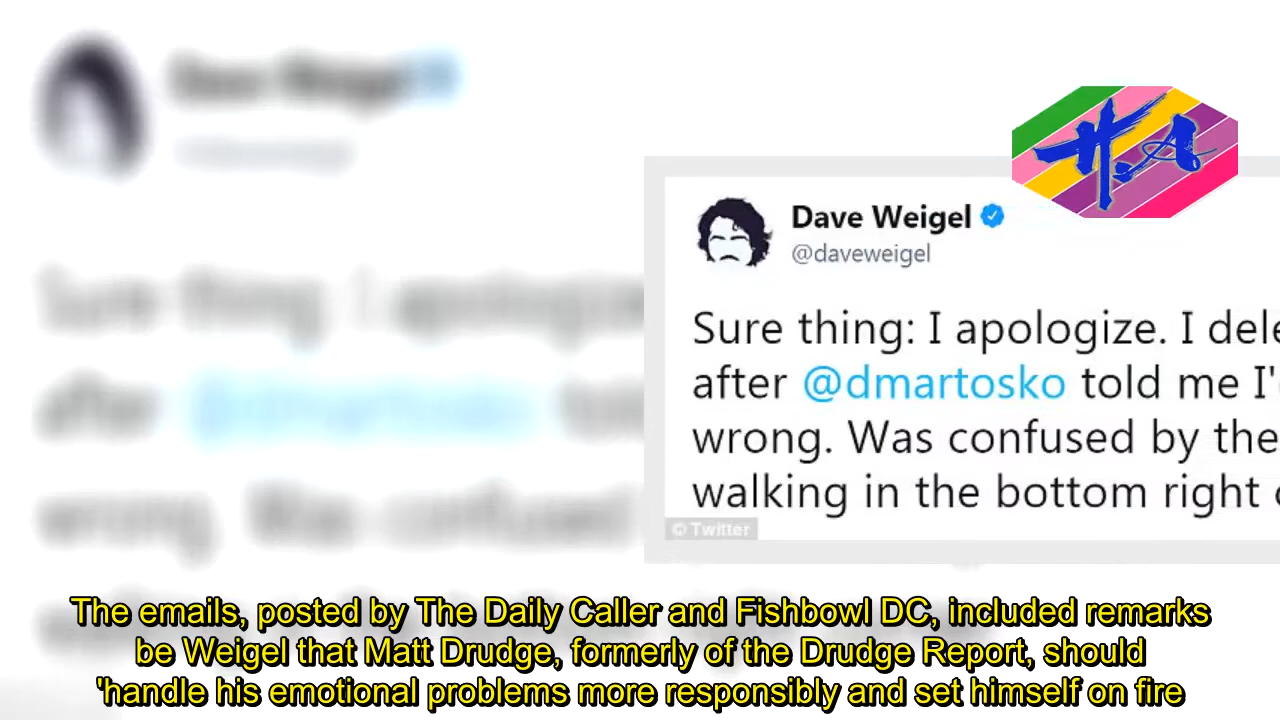 Dave Weigel
@daveweigel
Sure thing: I apologize. I dele
after @dmartosko told me I'
wrong. Was confused by the
walking in the bottom right
© Twitter
H.A
The emails, posted by The Daily Caller and Fishbowl DC, included remarks
be Weigel that Matt Drudge, formerly of the Drudge Report, should
'handle his emotional problems more responsibly and set himself on fire